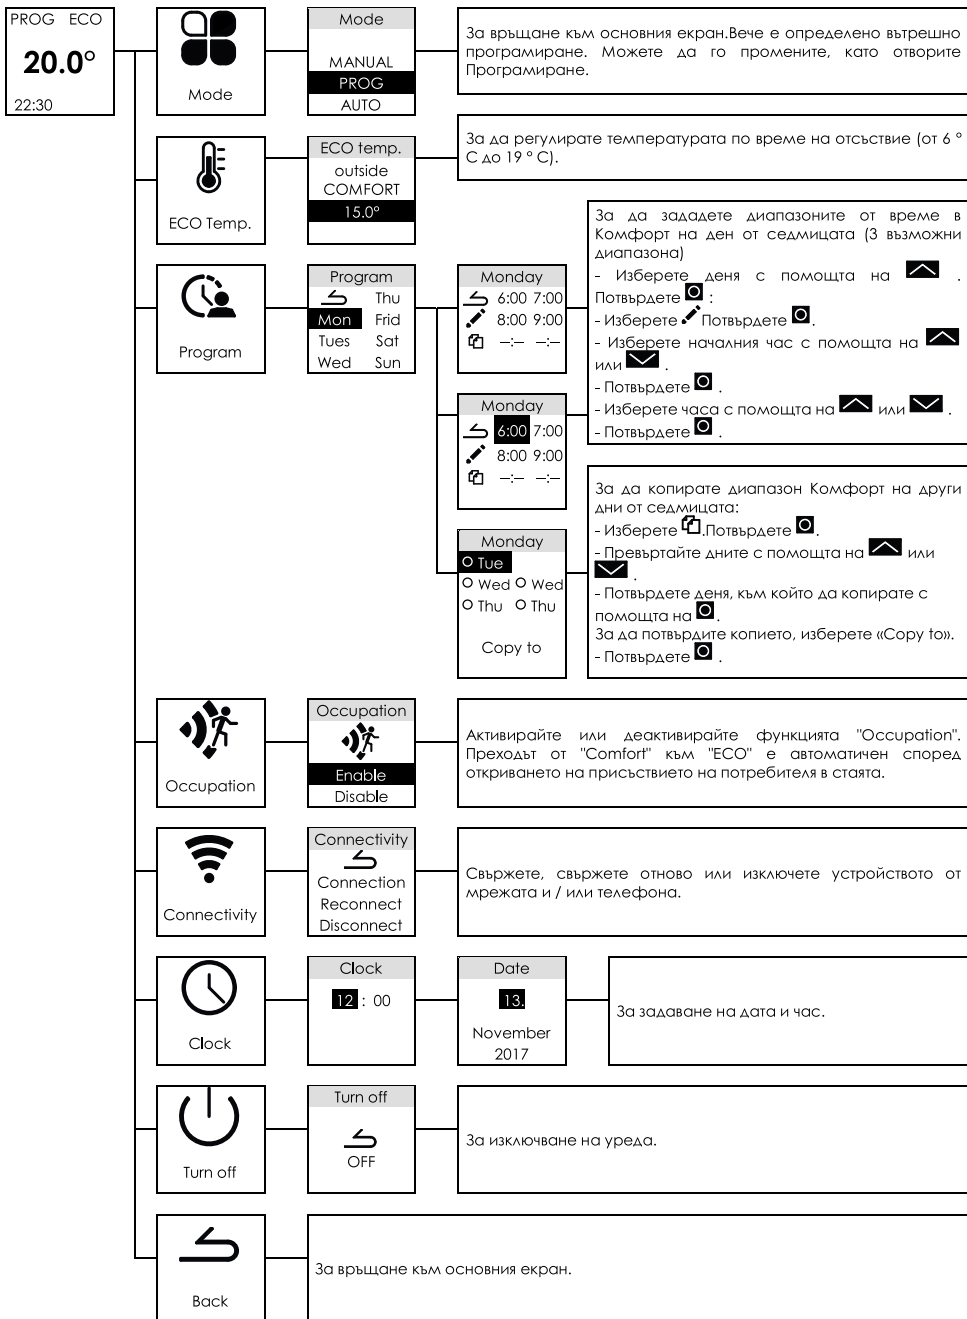 PROG ECO
20.0°
22:30
Mode
Mode
MANUAL
PROG
AUTO
За връщане към основния екран.Вече е определено вътрешно
програмиране. Можете да го промените, като отворите
Програмиране.
ECO Temp.
ECO temp.
outside
COMFORT
15.0°
За да регулирате температурата по време на отсъствие (от 6 °
C до 19 ° C).
Program
Program
Thu
Mon Frid
Tues Sat
Wed Sun
Monday
6:00 7:00
8:00 9:00
–:– –:–
Monday
6:00 7:00
8:00 9:00
–:– –:–
За да зададете диапазоните от време в
Комфорт на ден от седмицата (3 възможни
диапазона)
- Изберете деня с помощта на .
Потвърдете :
- Изберете Потвърдете .
- Изберете началния час с помощта на
или .
- Потвърдете .
- Изберете часа с помощта на или .
- Потвърдете .
Monday
Tue
Wed Wed
Thu Thu
Copy to
За да копирате диапазон Комфорт на други
дни от седмицата:
- Изберете .Потвърдете .
- Превъртайте дните с помощта на или
.
- Потвърдете деня, към който да копирате с
помощта на .
За да потвърдите копието, изберете «Copy to».
- Потвърдете .
Occupation
Occupation
Enable
Disable
Активирайте или деактивирайте функцията "Occupation".
Преходът от "Comfort" към "ECO" е автоматичен според
откриването на присъствието на потребителя в стаята.
Connectivity
Connectivity
Connection
Reconnect
Disconnect
Свържете, свържете отново или изключете устройството от
мрежата и / или телефона.
Clock
Clock
12 : 00
Date
13.
November
2017
За задаване на дата и час.
Turn off
Turn off
OFF
За изключване на уреда.
Back
За връщане към основния екран.